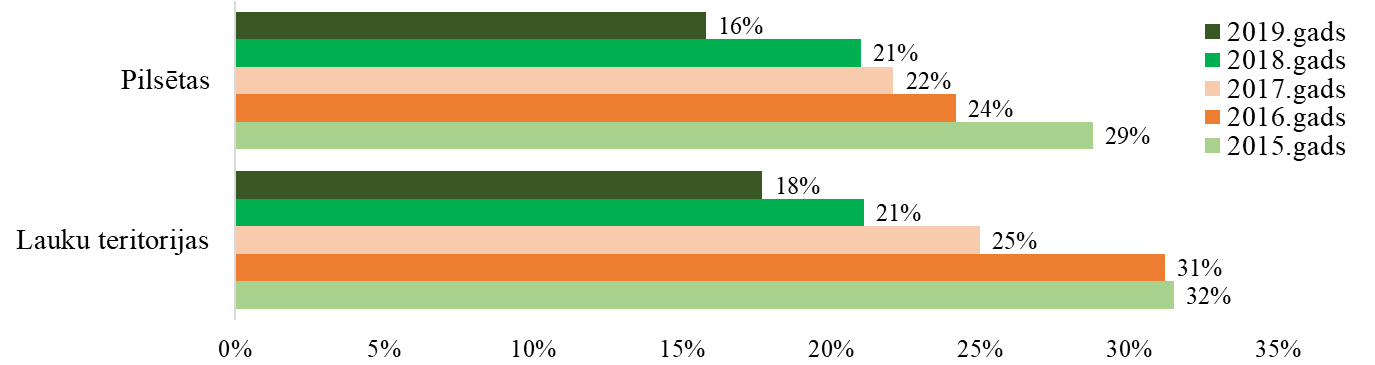 16%
21%
22%
24%
29%
Pilsētas
18%
21%
25%
31%
32%
Lauku teritorijas
0% 5% 10% 15% 20% 25% 30% 35%
2019.gads
2018.gads
2017.gads
2016.gads
2015.gads